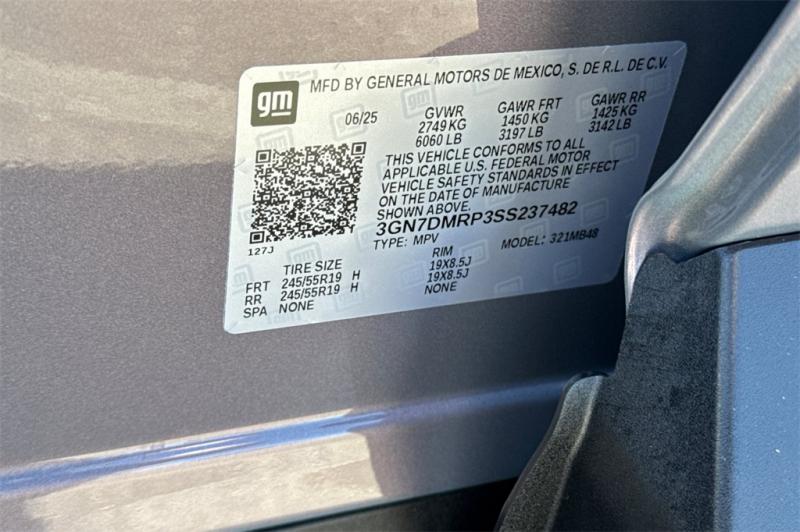 gm
MFD BY GENERAL MOTORS DE MEXICO, S. DE R.L. DE C.V.
06/25 GVWR GAWR FRT GAWR RR
2749 KG 1450 KG 1425 KG
6060 LB 3197 LB 3142 LB
THIS VEHICLE CONFORMS TO ALL
APPLICABLE U.S. FEDERAL MOTOR
VEHICLE SAFETY STANDARDS IN EFFECT
ON THE DATE OF MANUFACTURE
SHOWN ABOVE.
3GN7DMRP3SS237482
TYPE: MPV MODEL: 321MB48
127J
TIRE SIZE RIM
FRT 245/55R19 H 19X8.5J
RR 245/55R19 H 19X8.5J
SPA NONE NONE